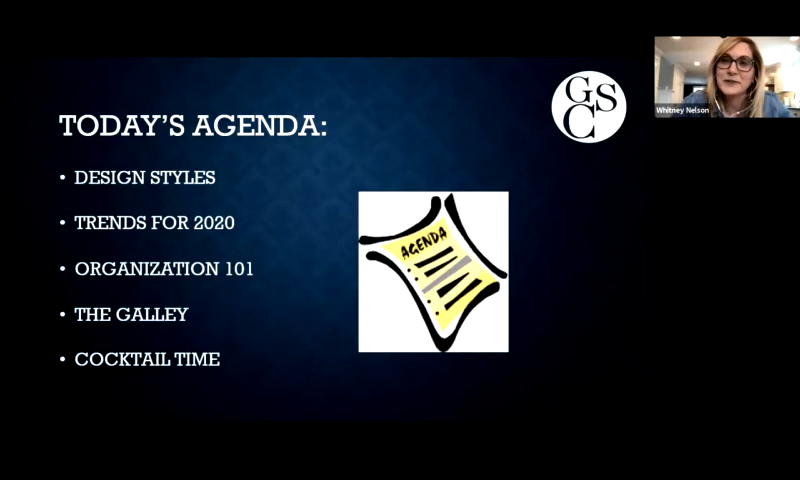 GSC
Whitney Nelson
TODAY'S AGENDA:
• DESIGN STYLES
• TRENDS FOR 2020
• ORGANIZATION 101
• THE GALLEY
• COCKTAIL TIME
AGENDA